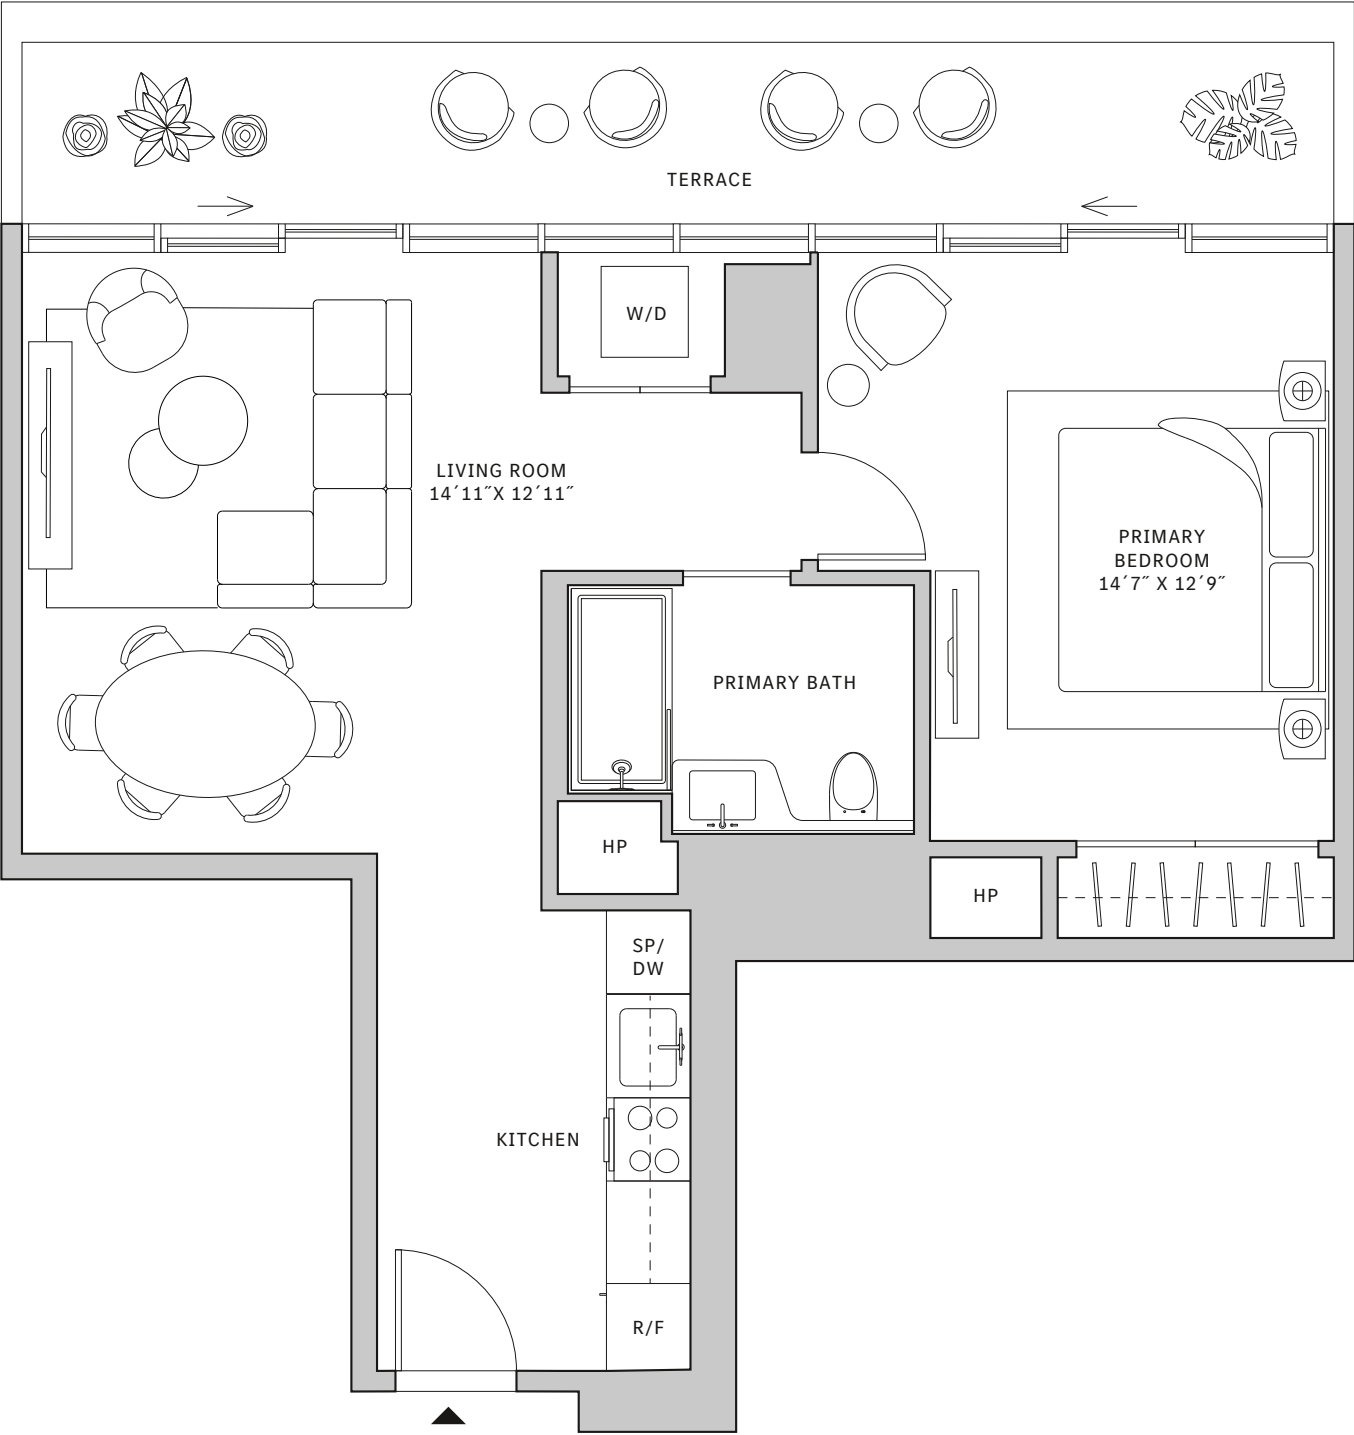 TERRACE
W/D
LIVING ROOM
14´11˝X 12´11˝
PRIMARY
BEDROOM
14´7˝ X 12´9˝
PRIMARY BATH
HP
HP
SP/
DW
KITCHEN
R/F